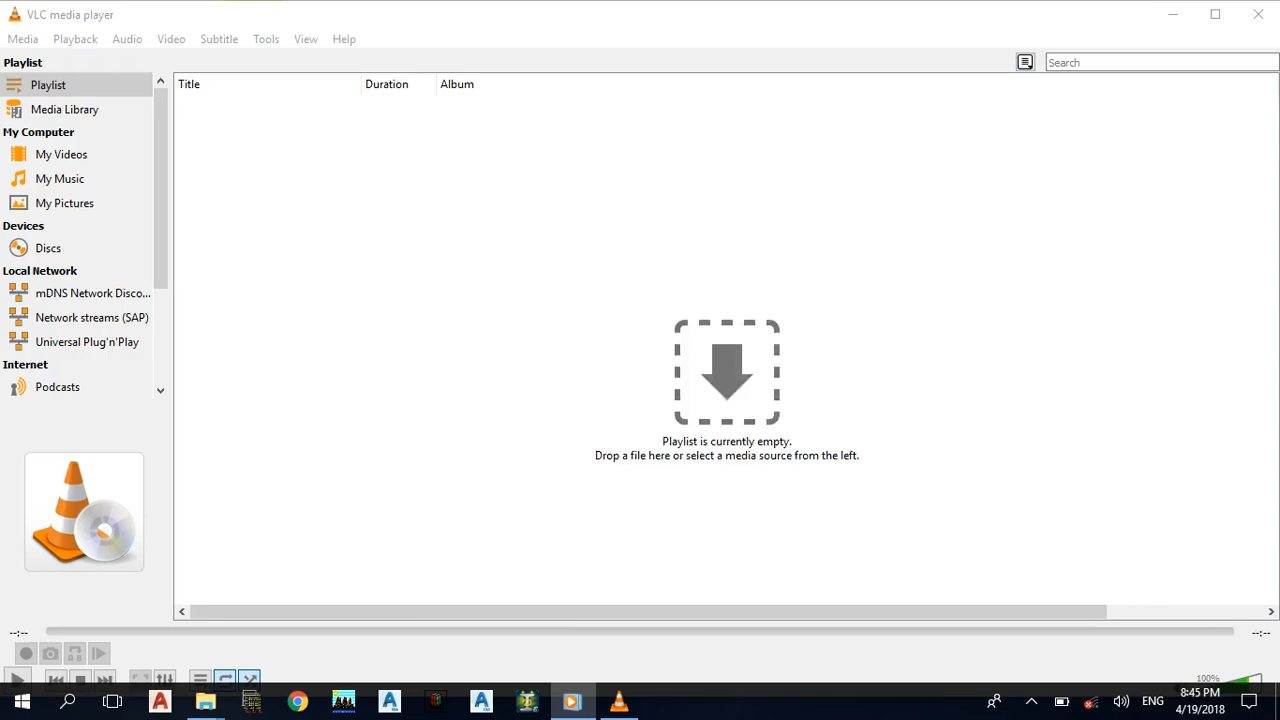 VLC media player
Media Playback Audio Video Subtitle Tools View Help
Playlist
Search
Playlist
Title Duration Album
Media Library
My Computer
My Videos
My Music
My Pictures
Devices
Discs
Local Network
mDNS Network Disco...
Network streams (SAP)
Universal Plug'n'Play
Internet
Podcasts
Playlist is currently empty.
Drop a file here or select a media source from the left.
--:-- --:--
100%
ENG
8:45 PM
4/19/2018